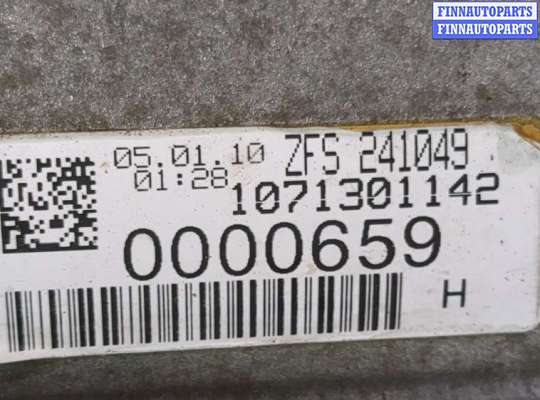 FINNAUTOPARTS
FINNAUTOPARTS
05.01.10 ZFS 241049
01:28 1071301142
0000659
H